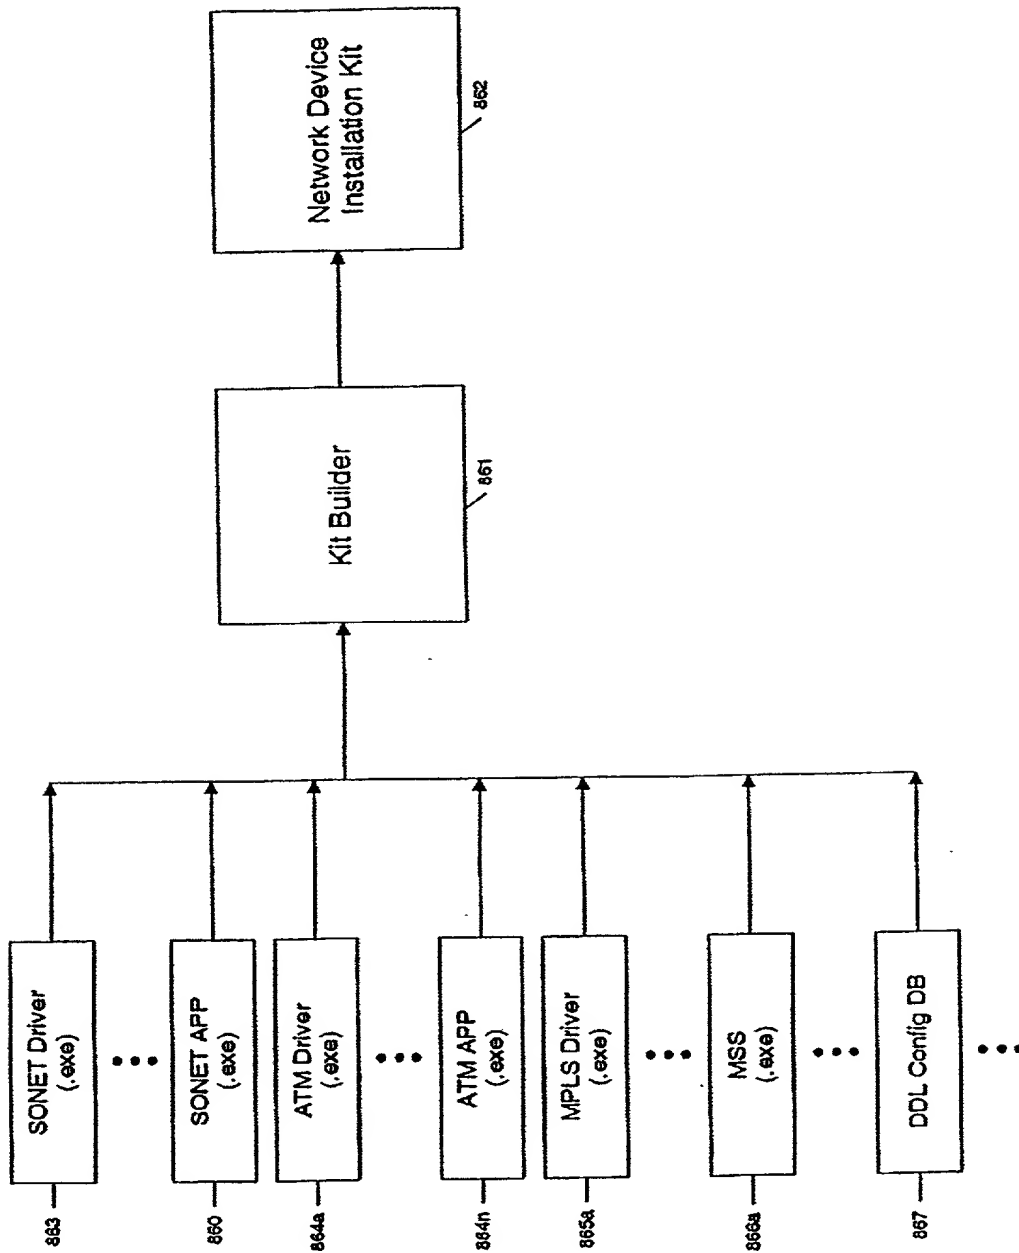 863
SONET Driver
(.exe)
860
SONET APP
(.exe)
864a
ATM Driver
(.exe)
864n
ATM APP
(.exe)
865a
MPLS Driver
(.exe)
866a
MSS
(.exe)
867
DDL Config DB
Kit Builder
861
Network Device
Installation Kit
862